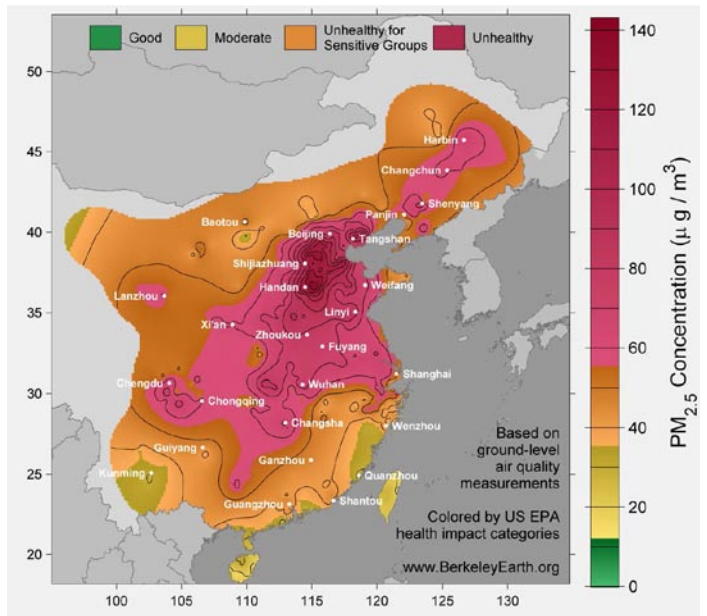 Good
Moderate
Unhealthy for
Sensitive Groups
Unhealthy
50
45
40
35
30
25
20
100
105
110
115
120
125
130
Harbin
Changchun
Shenyang
Panjin
Baotou
Beijing
Tangshan
Shijiazhuang
Handan
Weifang
Lanzhou
Linyi
Xi'an
Zhoukou
Fuyang
Shanghai
Chengdu
Wuhan
Chongqing
Changsha
Wenzhou
Guiyang
Ganzhou
Kunming
Quanzhou
Guangzhou
Shantou
Based on
ground-level
air quality
measurements
Colored by US EPA
health impact categories
www.BerkeleyEarth.org
140
120
100
80
60
40
20
0
PM2.5 Concentration (μg / m³)